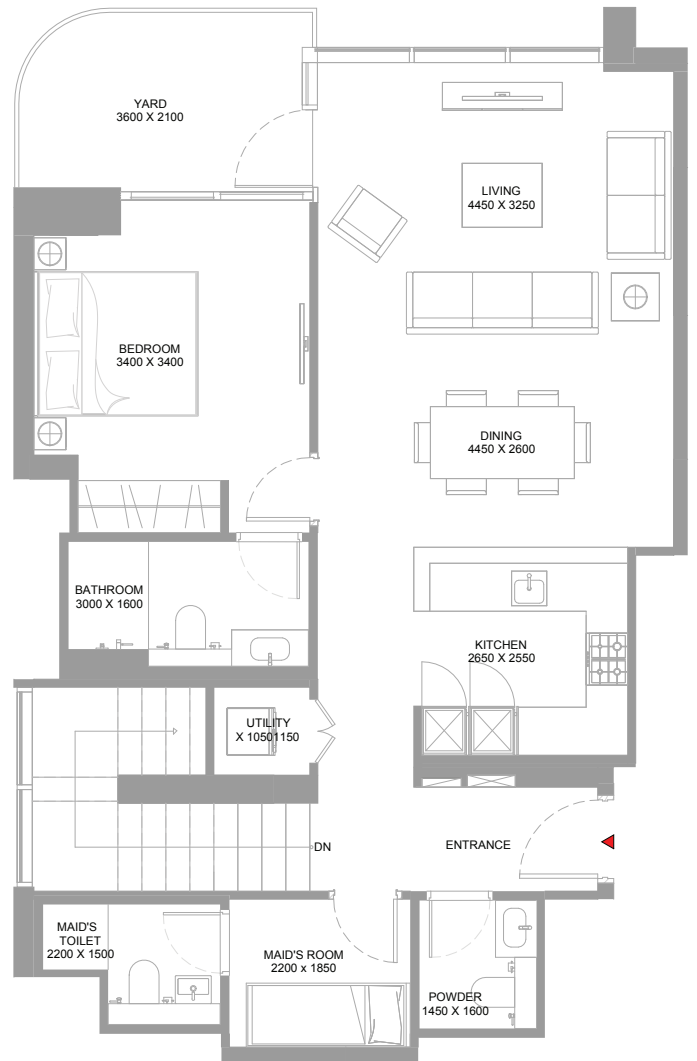 YARD
3600 X 2100
LIVING
4450 X 3250
BEDROOM
3400 X 3400
DINING
4450 X 2600
BATHROOM
3000 X 1600
KITCHEN
2650 X 2550
UTILITY
X 10501150
DN
ENTRANCE
MAID'S
TOILET
2200 X 1500
MAID'S ROOM
2200 x 1850
POWDER
1450 X 1600